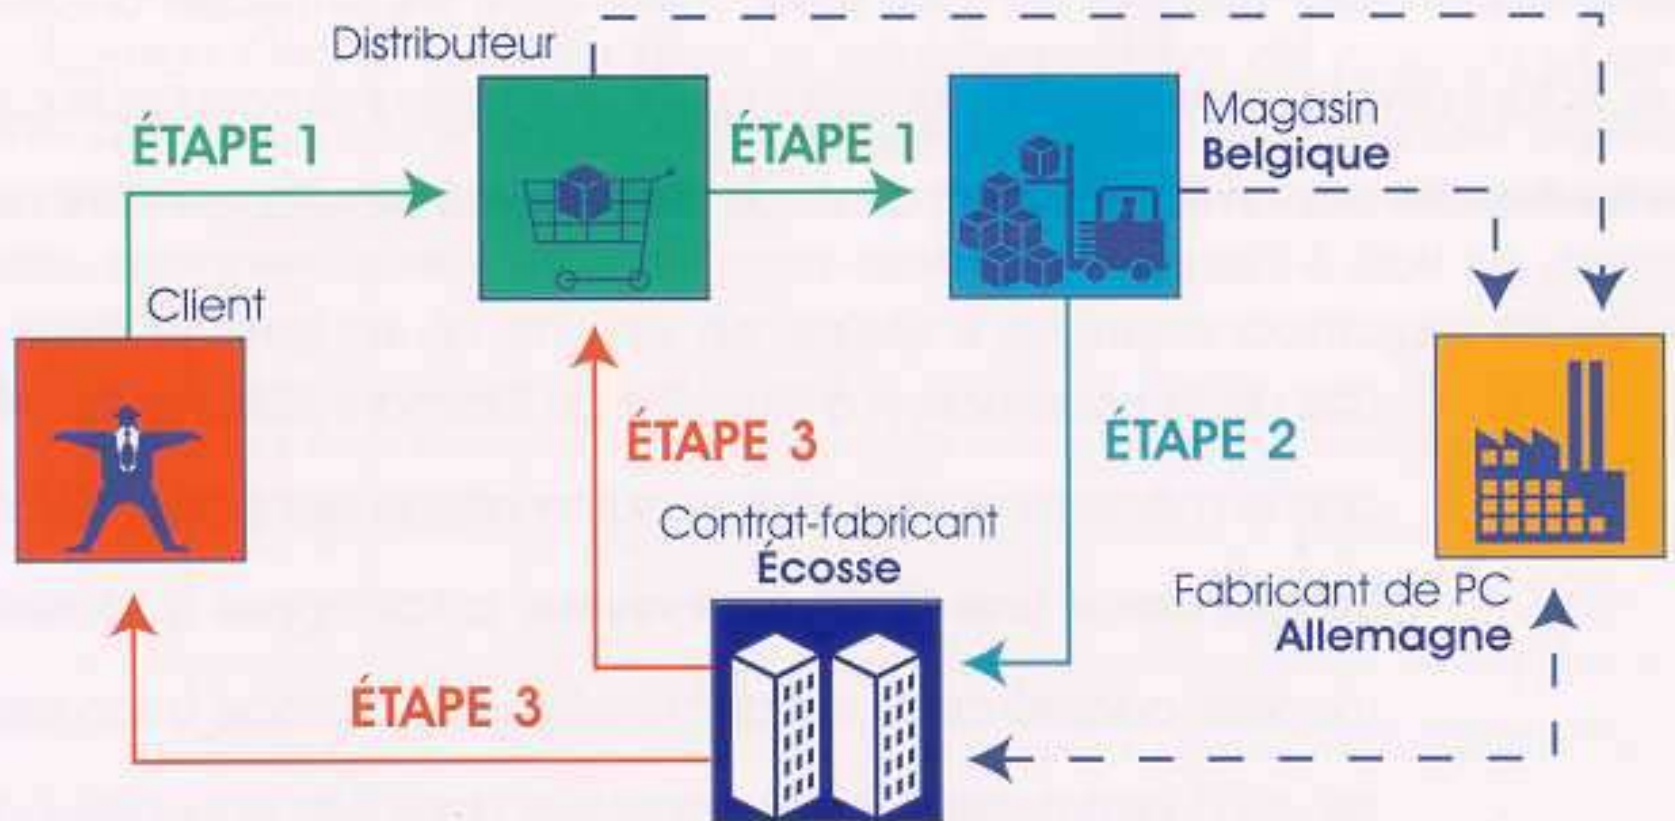 Distributeur
ÉTAPE 1
ÉTAPE 1
Magasin
Belgique
Client
ÉTAPE 3
ÉTAPE 2
Contrat-fabricant
Écosse
Fabricant de PC
Allemagne
ÉTAPE 3